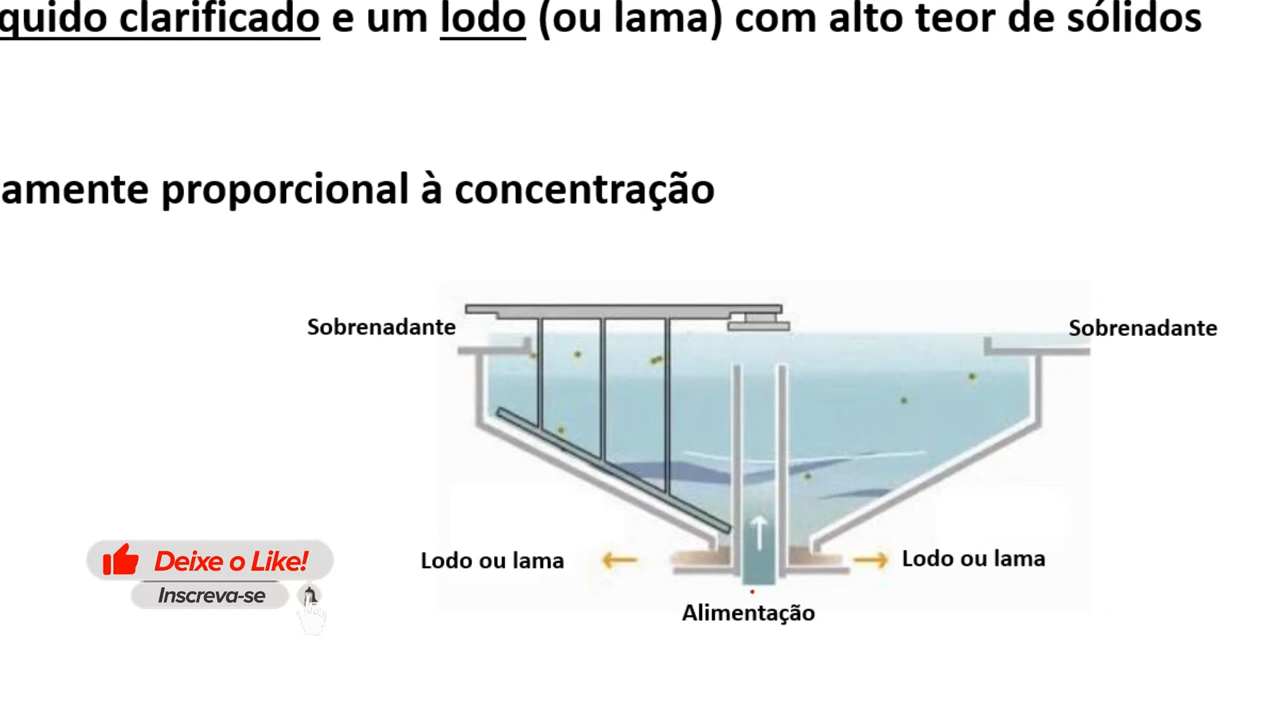 quido clarificado e um lodo (ou lama) com alto teor de sólidos
amente proporcional à concentração
Sobrenadante
Sobrenadante
Lodo ou lama
Lodo ou lama
Alimentação
Deixe o Like!
Inscreva-se